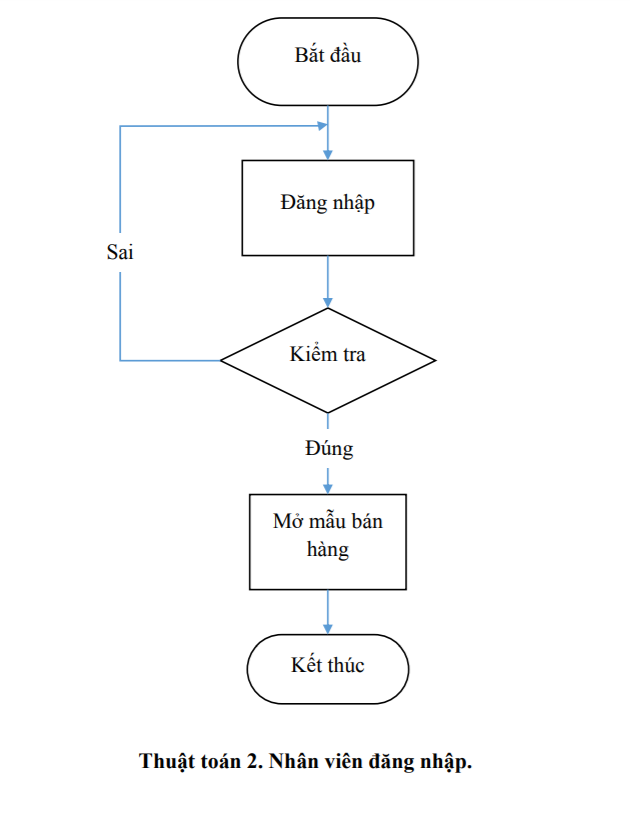 Bắt đầu
Đăng nhập
Sai
Kiểm tra
Đúng
Mở mẫu bán
hàng
Kết thúc
Thuật toán 2. Nhân viên đăng nhập.